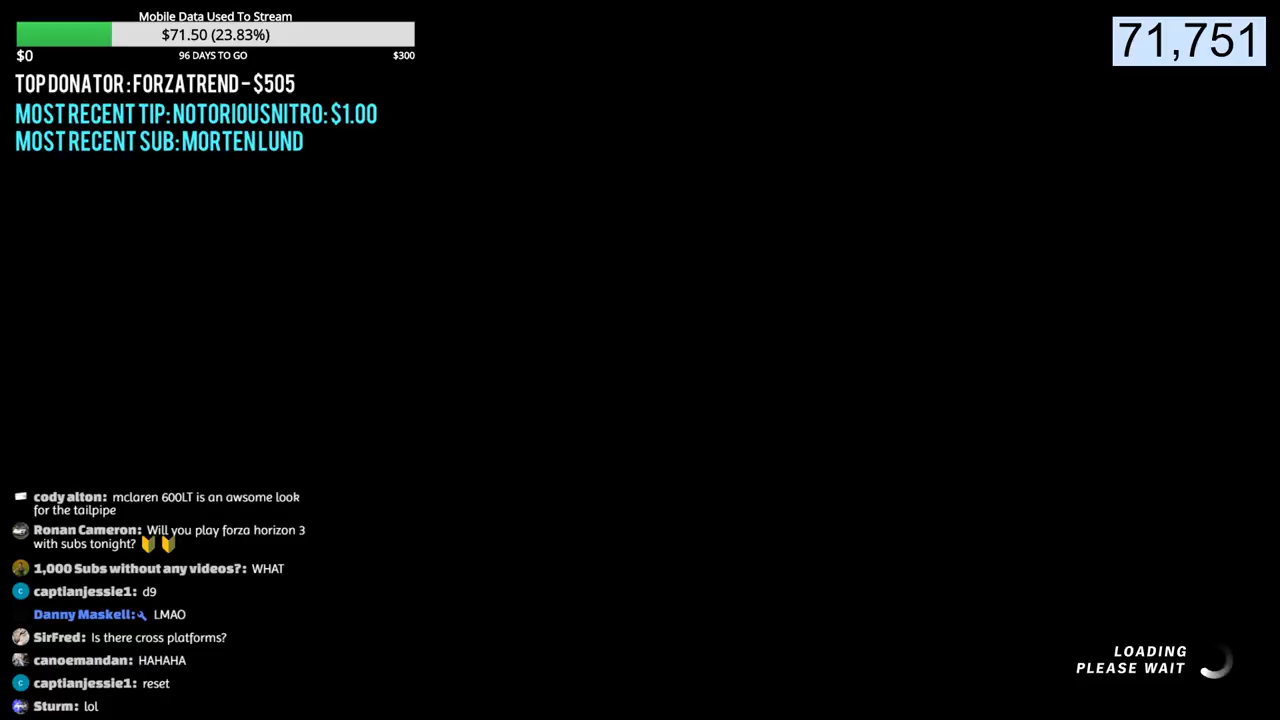 Mobile Data Used To Stream
$71.50 (23.83%)
$0 96 DAYS TO GO $300
71,751
TOP DONATOR : FORZATREND - $505
MOST RECENT TIP: NOTORIOUSNITRO: $1.00
MOST RECENT SUB: MORTEN LUND
cody alton: mclaren 600LT is an awsome look
for the tailpipe
Ronan Cameron: Will you play forza horizon 3
with subs tonight?
1,000 Subs without any videos?: WHAT
C captianjessie1: d9
Danny Maskell: LMAO
SirFred: Is there cross platforms?
canoemandan: HAHAHA
C captianjessie1: reset
Sturm: lol
LOADING
PLEASE WAIT